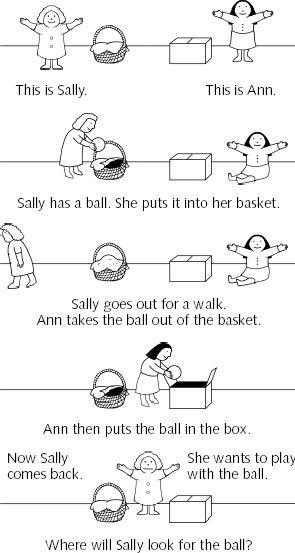 This is Sally.
This is Ann.
Sally has a ball. She puts it into her basket.
Sally goes out for a walk.
Ann takes the ball out of the basket.
Ann then puts the ball in the box.
Now Sally
comes back.
She wants to play
with the ball.
Where will Sally look for the ball?